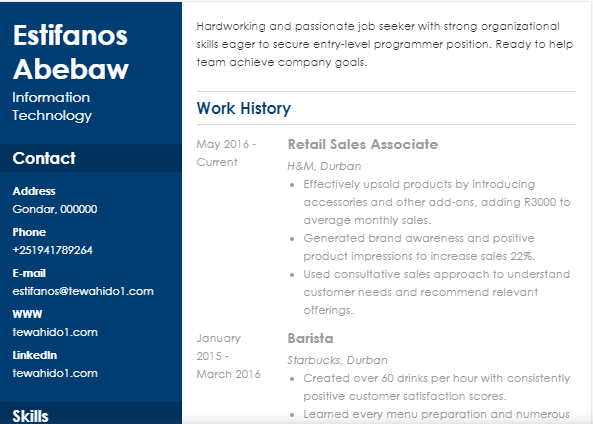 Estifanos
Abebaw
Information
Technology
Contact
Address
Gondar, 000000
Phone
+251941789264
E-mail
estifanos@tewahido1.com
WWW
tewahido1.com
LinkedIn
tewahido1.com
Skills
Hardworking and passionate job seeker with strong organizational
skills eager to secure entry-level programmer position. Ready to help
team achieve company goals.
Work History
May 2016 -
Current
Retail Sales Associate
H&M, Durban
• Effectively upsold products by introducing
accessories and other add-ons, adding R3000 to
average monthly sales.
• Generated brand awareness and positive
product impressions to increase sales 22%.
• Used consultative sales approach to understand
customer needs and recommend relevant
offerings.
January
2015 -
March 2016
Barista
Starbucks, Durban
• Created over 60 drinks per hour with consistently
positive customer satisfaction scores.
• Learned every menu preparation and numerous